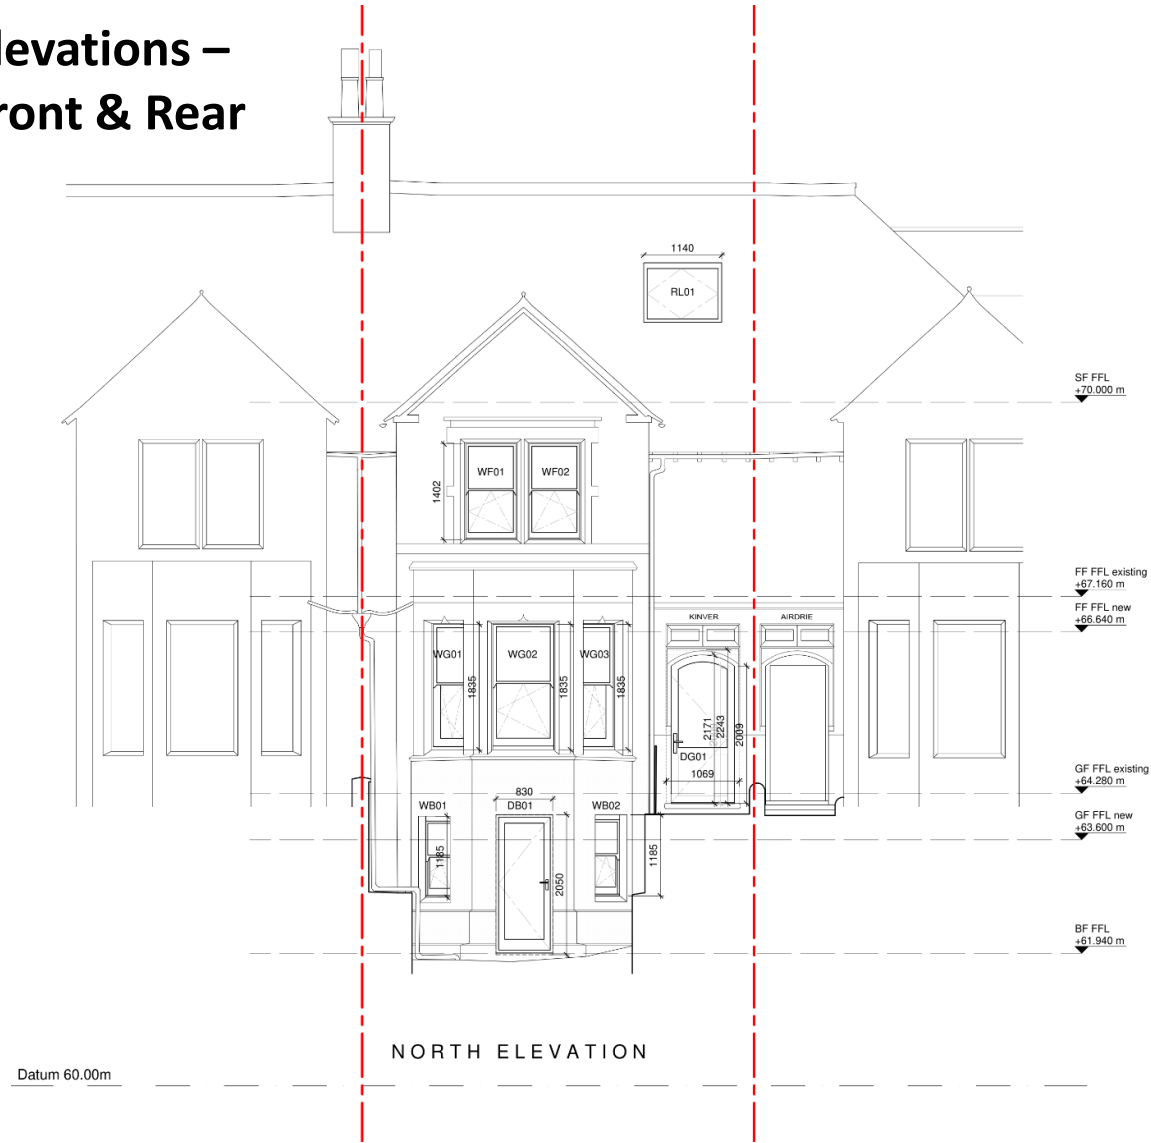 levations –
ront & Rear
1140
RL01
SF FFL
+70.000 m
WF01
WF02
1402
FF FFL existing
+67.160 m
FF FFL new
+66.640 m
KINVER
AIRDRIE
WG01
WG02
WG03
1835
1835
1835
2171
2243
2009
DG01
1069
GF FFL existing
+64.280 m
GF FFL new
+63.600 m
830
WB01
DB01
WB02
1185
2050
1185
BF FFL
+61.940 m
NORTH ELEVATION
Datum 60.00m